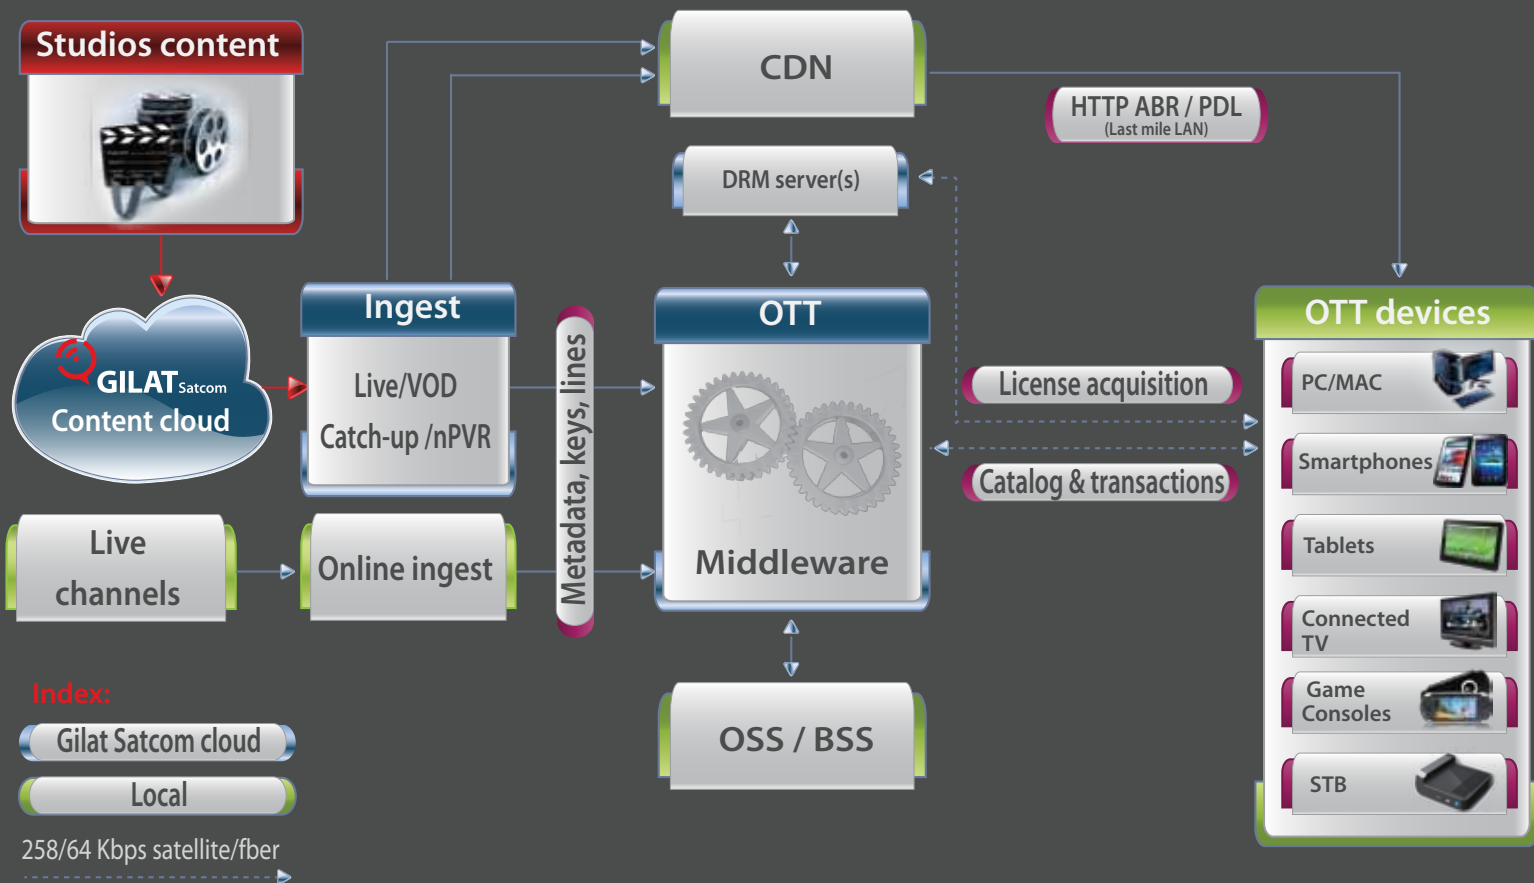 Studios content
CDN
HTTP ABR / PDL
(Last mile LAN)
DRM server(s)
GILAT Satcom
Content cloud
Ingest
Live/VOD
Catch-up /nPVR
Metadata, keys, lines
OTT
Middleware
License acquisition
Catalog & transactions
OTT devices
PC/MAC
Smartphones
Tablets
Connected
TV
Game
Consoles
STB
Live
channels
Online ingest
OSS / BSS
Index:
Gilat Satcom cloud
Local
258/64 Kbps satellite/fber